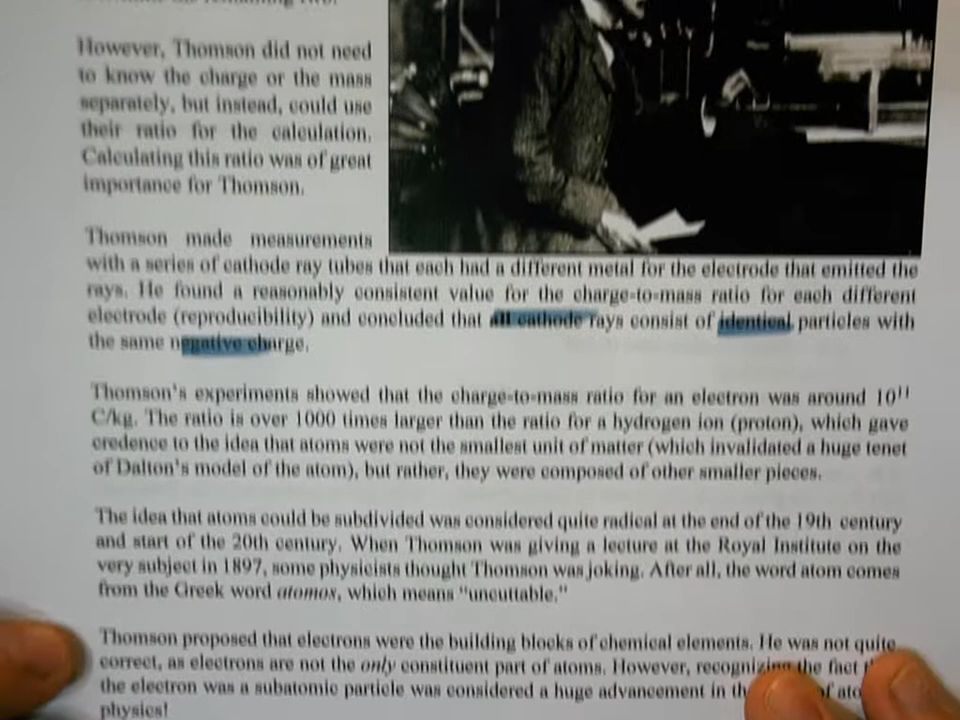 However, Thomson did not need
to know the charge or the mass
separately, but instead, could use
their ratio for the calculation.
Calculating this ratio was of great
importance for Thomson.
Thomson made measurements
with a series of cathode ray tubes that each had a different metal for the electrode that emitted the
rays. He found a reasonably consistent value for the charge-to-mass ratio for each different
electrode (reproducibility) and concluded that all cathode rays consist of identical particles with
the same negative charge.
Thomson's experiments showed that the charge-to-mass ratio for an electron was around 10¹¹
C/kg. The ratio is over 1000 times larger than the ratio for a hydrogen ion (proton), which gave
credence to the idea that atoms were not the smallest unit of matter (which invalidated a huge tenet
of Dalton's model of the atom), but rather, they were composed of other smaller pieces.
The idea that atoms could be subdivided was considered quite radical at the end of the 19th century
and start of the 20th century. When Thomson was giving a lecture at the Royal Institute on the
very subject in 1897, some physicists thought Thomson was joking. After all, the word atom comes
from the Greek word atomos, which means "uncuttable."
Thomson proposed that electrons were the building blocks of chemical elements. He was not quite
correct, as electrons are not the only constituent part of atoms. However, recognizing the fact
the electron was a subatomic particle was considered a huge advancement in of
physics!